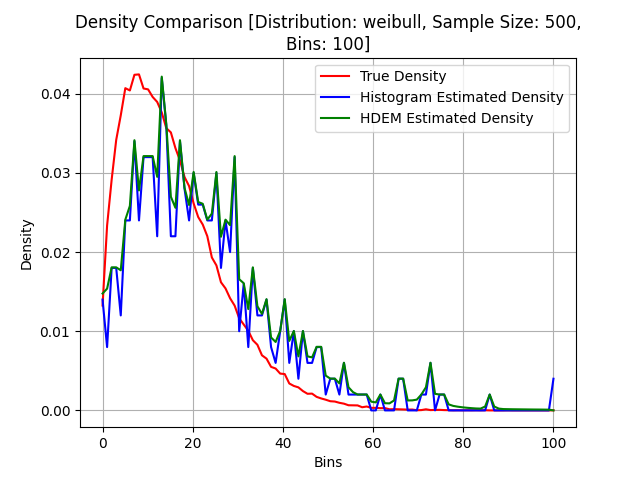 Density Comparison [Distribution: weibull, Sample Size: 500,
Bins: 100]
True Density
Histogram Estimated Density
HDEM Estimated Density
Density
0.04
0.03
0.02
0.01
0.00
0 20 40 60 80 100
Bins